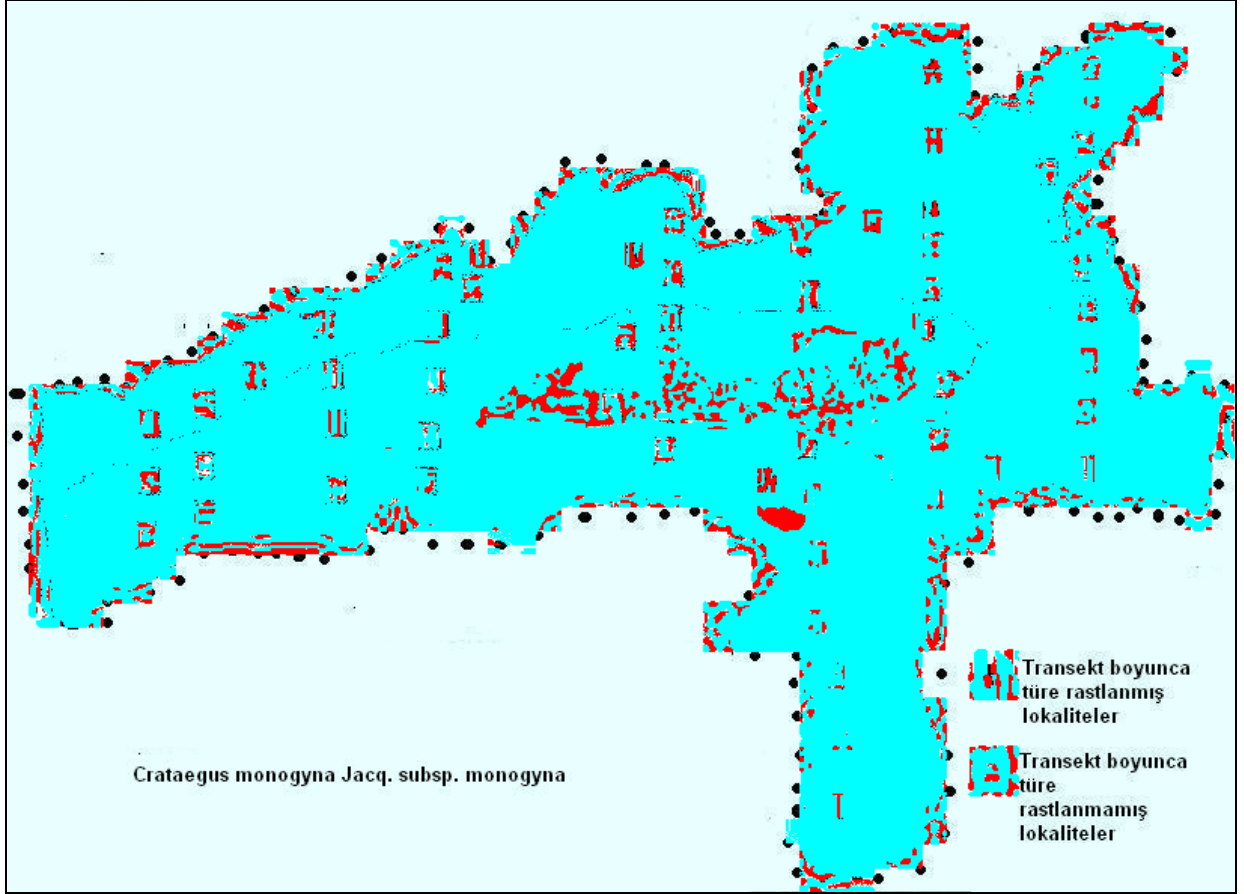 Transekt boyunca
türe rastlanmış
lokaliteler
Crataegus monogyna Jacq. subsp. monogyna
Transekt boyunca
türe
rastlanmamış
lokaliteler